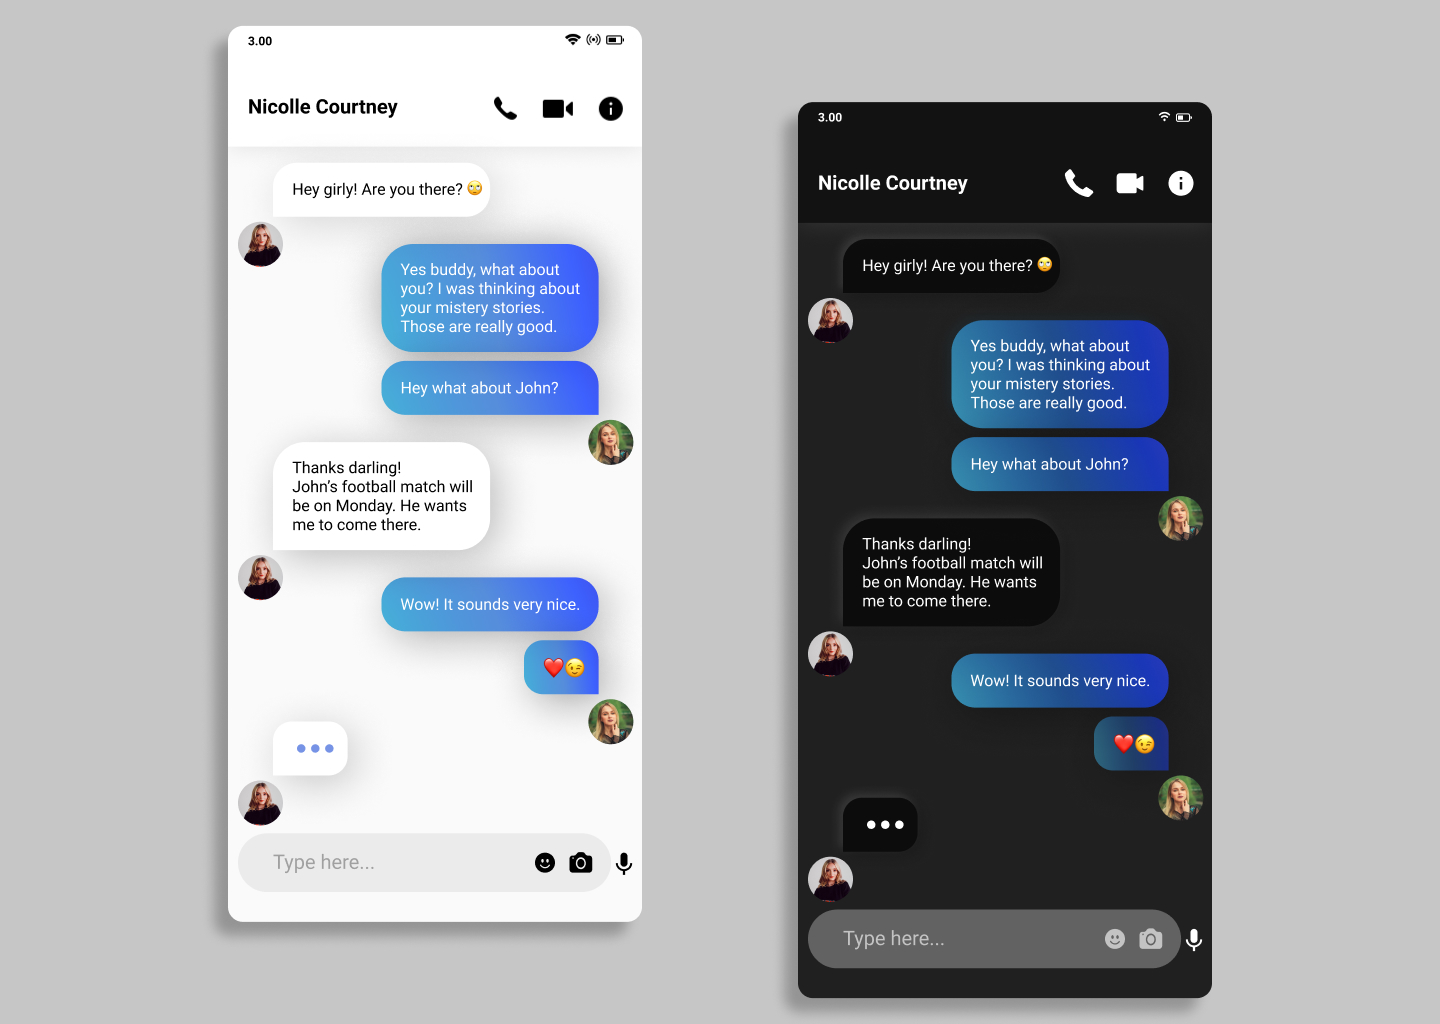 3.00
Nicolle Courtney
Hey girly! Are you there? 🙄
Yes buddy, what about
you? I was thinking about
your mistery stories.
Those are really good.
Hey what about John?
Thanks darling!
John’s football match will
be on Monday. He wants
me to come there.
Wow! It sounds very nice.
❤️😉
Type here...
3.00
Nicolle Courtney
Hey girly! Are you there? 🙄
Yes buddy, what about
you? I was thinking about
your mistery stories.
Those are really good.
Hey what about John?
Thanks darling!
John’s football match will
be on Monday. He wants
me to come there.
Wow! It sounds very nice.
❤️😉
Type here...